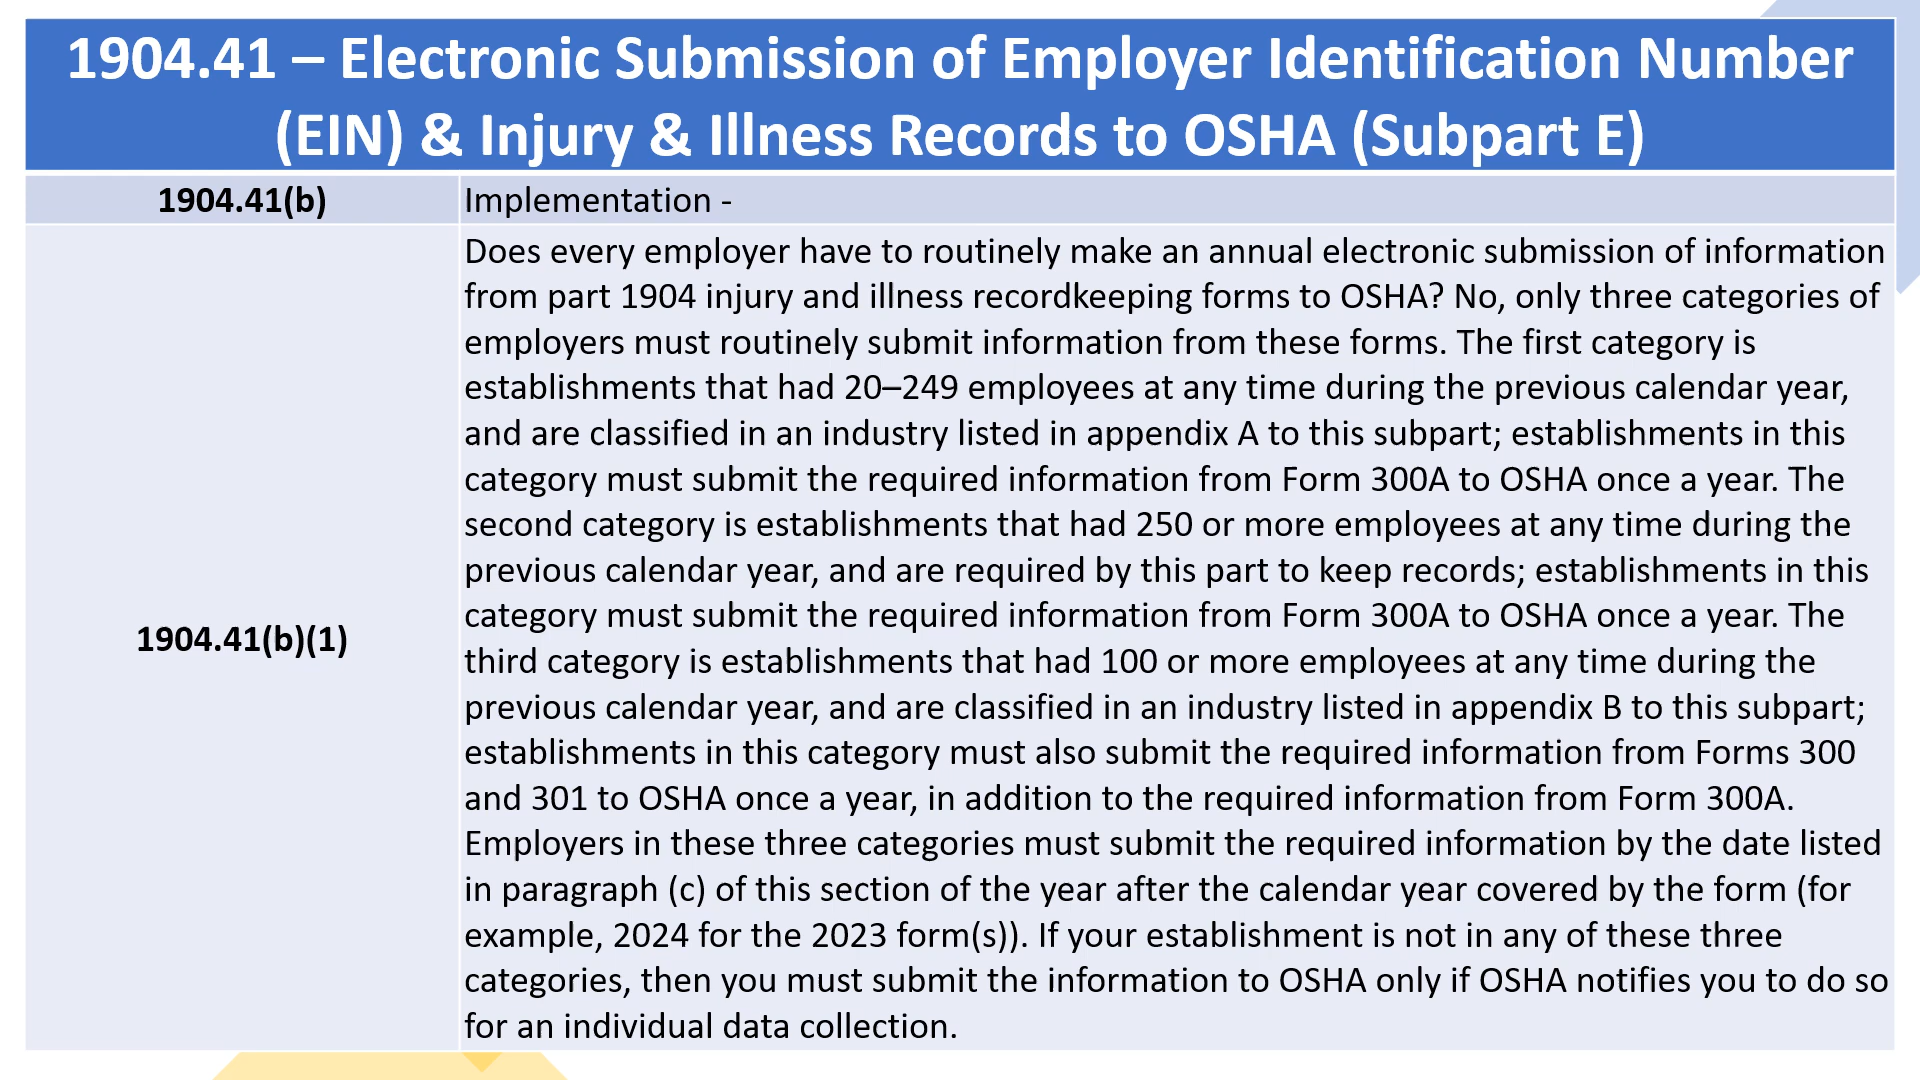 1904.41 – Electronic Submission of Employer Identification Number
(EIN) & Injury & Illness Records to OSHA (Subpart E)
1904.41(b)
Implementation -
1904.41(b)(1)
Does every employer have to routinely make an annual electronic submission of information
from part 1904 injury and illness recordkeeping forms to OSHA? No, only three categories of
employers must routinely submit information from these forms. The first category is
establishments that had 20–249 employees at any time during the previous calendar year,
and are classified in an industry listed in appendix A to this subpart; establishments in this
category must submit the required information from Form 300A to OSHA once a year. The
second category is establishments that had 250 or more employees at any time during the
previous calendar year, and are required by this part to keep records; establishments in this
category must submit the required information from Form 300A to OSHA once a year. The
third category is establishments that had 100 or more employees at any time during the
previous calendar year, and are classified in an industry listed in appendix B to this subpart;
establishments in this category must also submit the required information from Forms 300
and 301 to OSHA once a year, in addition to the required information from Form 300A.
Employers in these three categories must submit the required information by the date listed
in paragraph (c) of this section of the year after the calendar year covered by the form (for
example, 2024 for the 2023 form(s)). If your establishment is not in any of these three
categories, then you must submit the information to OSHA only if OSHA notifies you to do so
for an individual data collection.